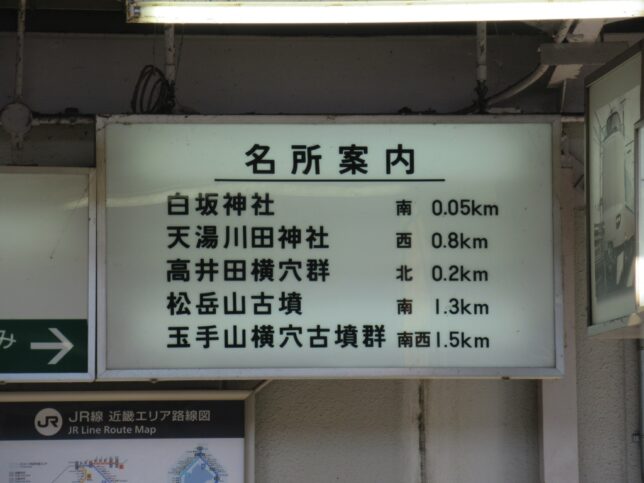 名所案内
白坂神社 南 0.05km
天湯川田神社 西 0.8km
高井田横穴群 北 0.2km
松岳山古墳 南 1.3km
玉手山横穴古墳群 南西 1.5km
み
JR JR線 近畿エリア路線図
JR Line Route Map